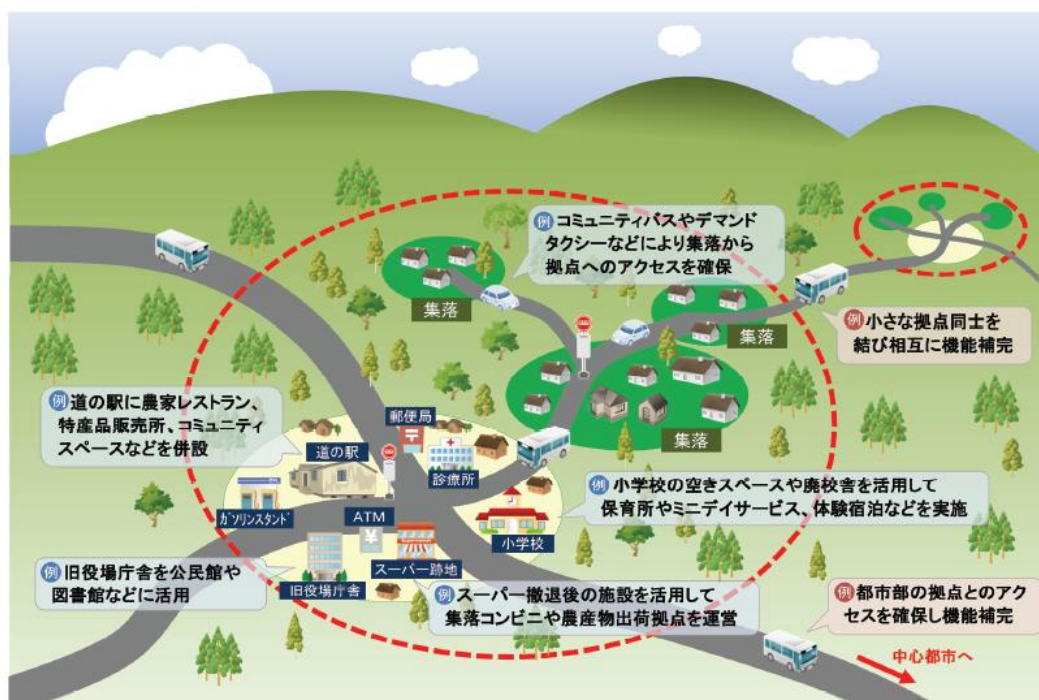 例 コミュニティバスやデマンド
タクシーなどにより集落から
拠点へのアクセスを確保
集落
集落
集落
例 小さな拠点同士を
結び相互に機能補完
例 道の駅に農家レストラン、
特産品販売所、コミュニティ
スペースなどを併設
郵便局
〒
道の駅
診療所
ガソリンスタンド
ATM
¥
小学校
スーパー跡地
旧役場庁舎
例 小学校の空きスペースや廃校舎を活用して
保育所やミニデイサービス、体験宿泊などを実施
例 旧役場庁舎を公民館や
図書館などに活用
例 スーパー撤退後の施設を活用して
集落コンビニや農産物出荷拠点を運営
例 都市部の拠点とのアク
セスを確保し機能補完
中心都市へ